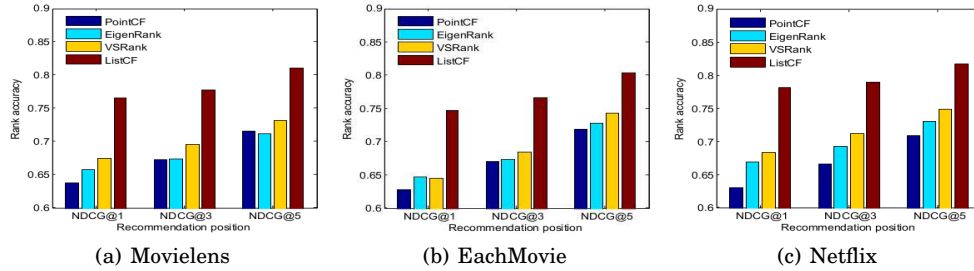 0.9
0.85
0.8
0.75
0.7
0.65
0.6
Rank accuracy
PointCF
EigenRank
VSRank
ListCF
NDCG@1 NDCG@3 NDCG@5
Recommendation position
(a) Movielens
0.9
0.85
0.8
0.75
0.7
0.65
0.6
Rank accuracy
PointCF
EigenRank
VSRank
ListCF
NDCG@1 NDCG@3 NDCG@5
Recommendation position
(b) EachMovie
0.9
0.85
0.8
0.75
0.7
0.65
0.6
Rank accuracy
PointCF
EigenRank
VSRank
ListCF
NDCG@1 NDCG@3 NDCG@5
Recommendation position
(c) Netflix